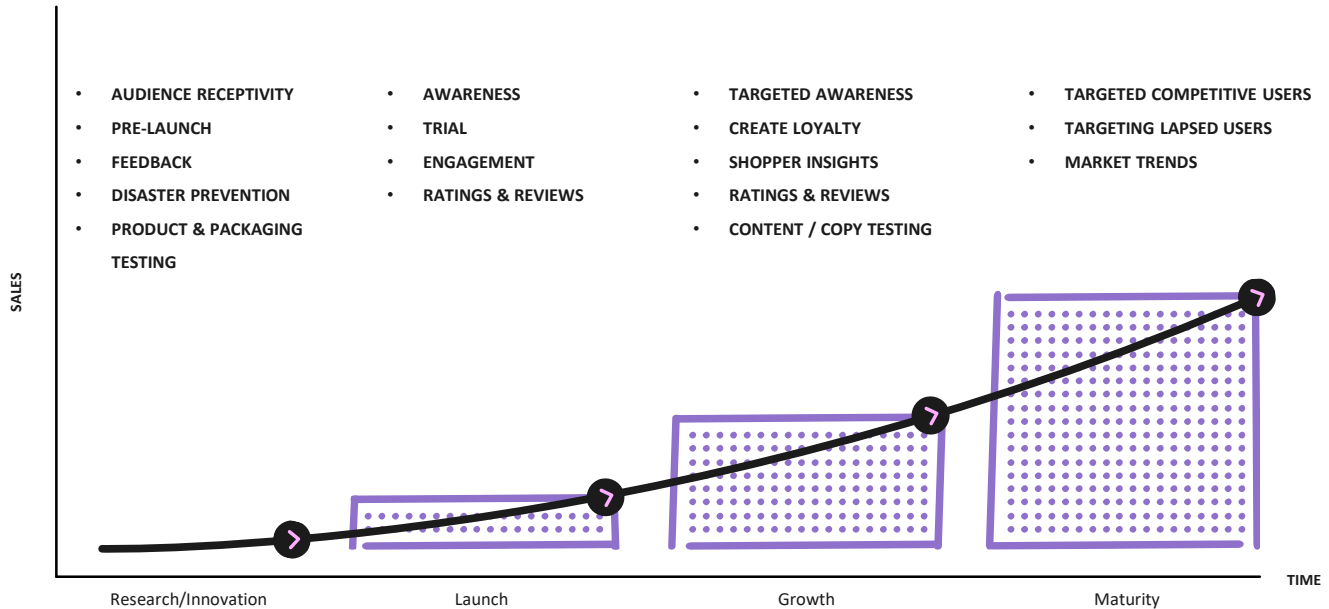 • AUDIENCE RECEPTIVITY
• PRE-LAUNCH
• FEEDBACK
• DISASTER PREVENTION
• PRODUCT & PACKAGING
TESTING
• AWARENESS
• TRIAL
• ENGAGEMENT
• RATINGS & REVIEWS
• TARGETED AWARENESS
• CREATE LOYALTY
• SHOPPER INSIGHTS
• RATINGS & REVIEWS
• CONTENT / COPY TESTING
• TARGETED COMPETITIVE USERS
• TARGETING LAPSED USERS
• MARKET TRENDS
SALES
TIME
Research/Innovation
Launch
Growth
Maturity